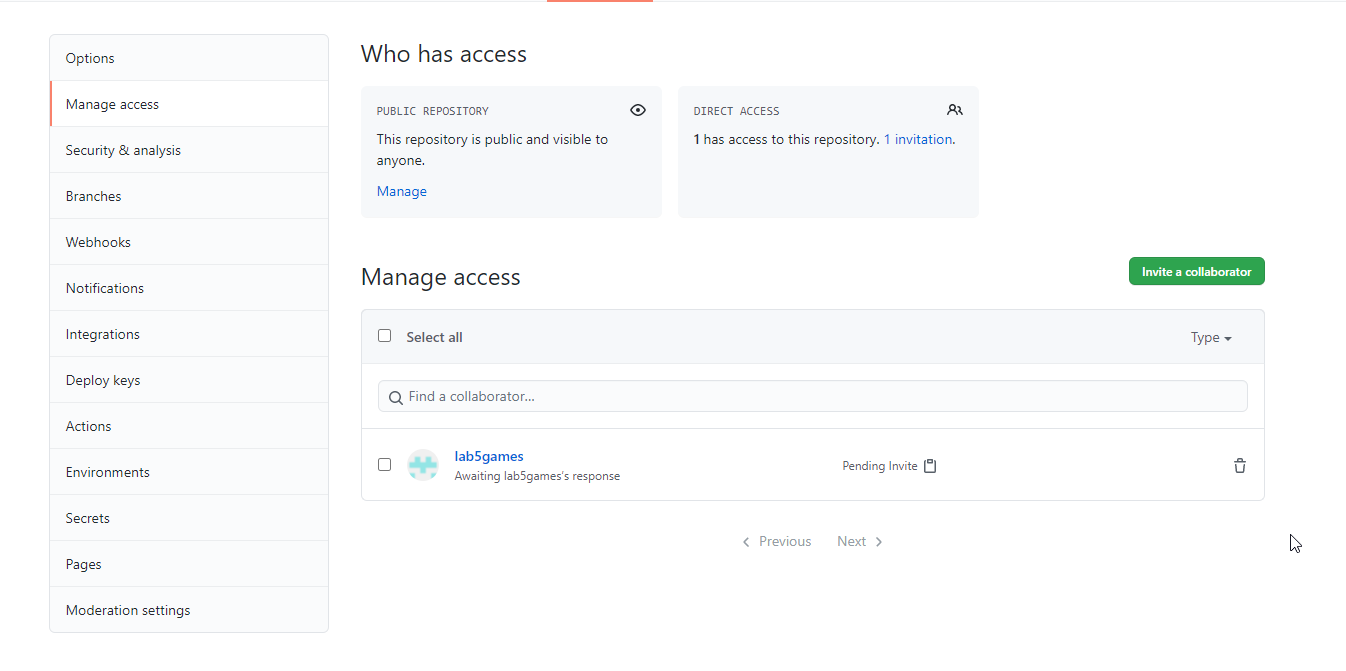 Options
Manage access
Security & analysis
Branches
Webhooks
Notifications
Integrations
Deploy keys
Actions
Environments
Secrets
Pages
Moderation settings
Who has access
PUBLIC REPOSITORY
This repository is public and visible to
anyone.
Manage
DIRECT ACCESS
1 has access to this repository. 1 invitation.
Manage access
Invite a collaborator
Select all
Type
Find a collaborator...
lab5games
Awaiting lab5games's response
Pending Invite
Previous
Next